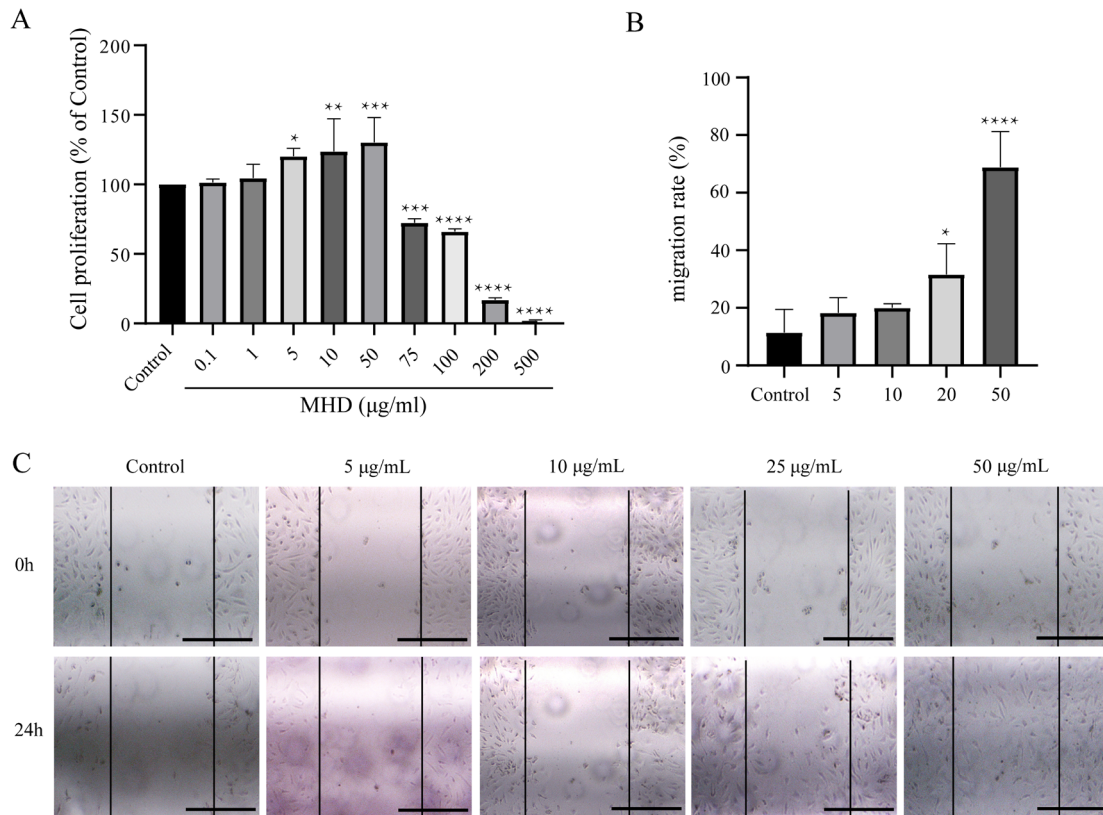 A
Cell proliferation (% of Control)
200
150
100
50
0
*
**
***
***
****
****
****
Control
0.1
1
5
10
50
75
100
200
500
MHD (μg/ml)
B
migration rate (%)
100
80
60
40
20
0
*
****
Control
5
10
20
50
C
Control
5 μg/mL
10 μg/mL
25 μg/mL
50 μg/mL
0h
24h